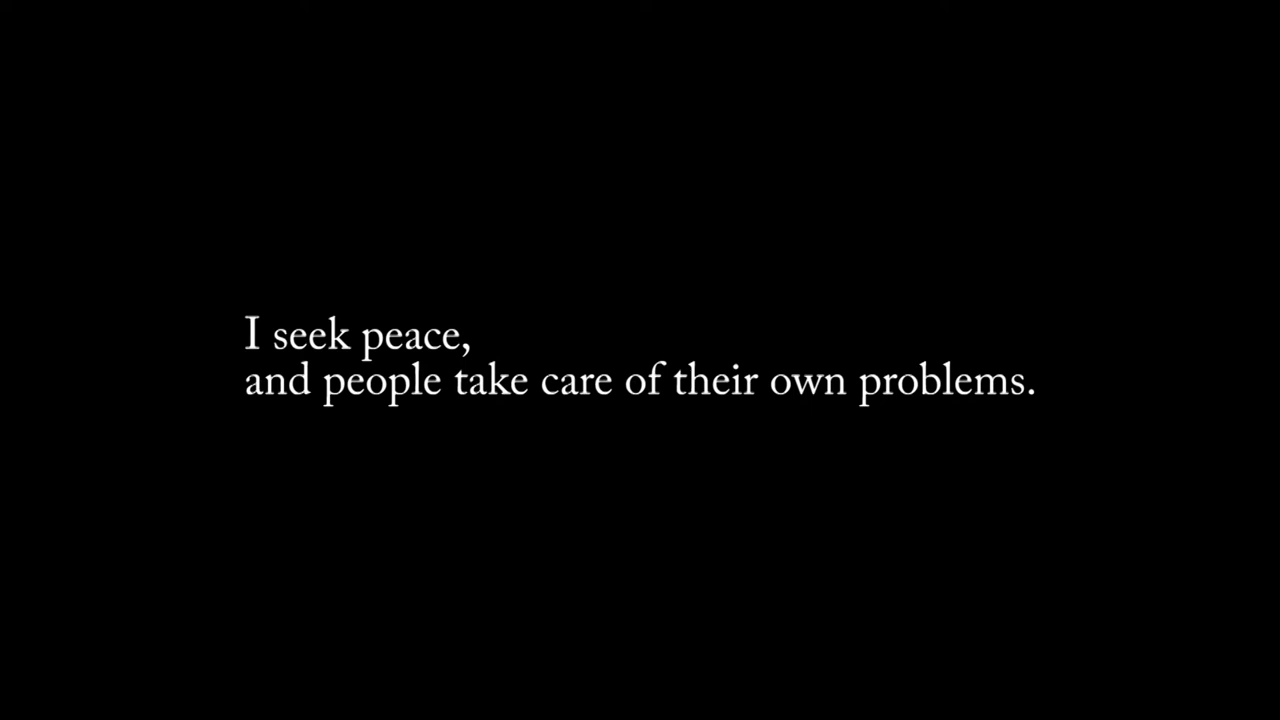 I seek peace,
and people take care of their own problems.